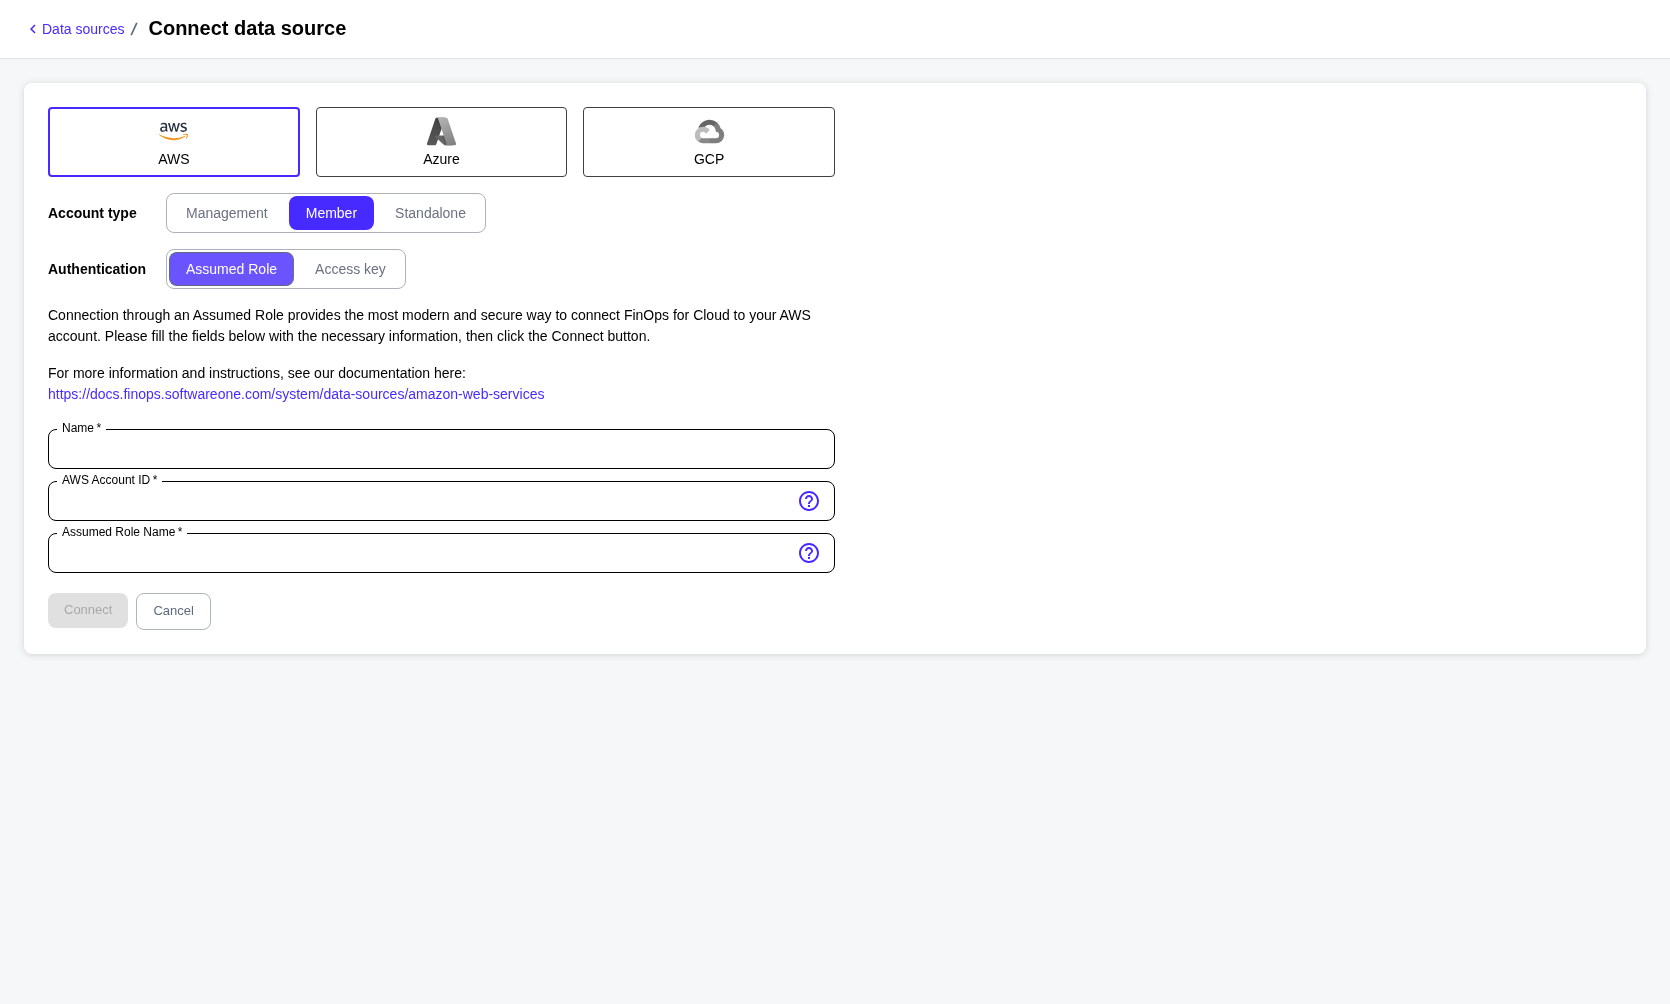 Data sources / Connect data source
aws
AWS
Azure
GCP
Account type
Management
Member
Standalone
Authentication
Assumed Role
Access key
Connection through an Assumed Role provides the most modern and secure way to connect FinOps for Cloud to your AWS
account. Please fill the fields below with the necessary information, then click the Connect button.
For more information and instructions, see our documentation here:
https://docs.finops.softwareone.com/system/data-sources/amazon-web-services
Name *
AWS Account ID *
Assumed Role Name *
Connect
Cancel